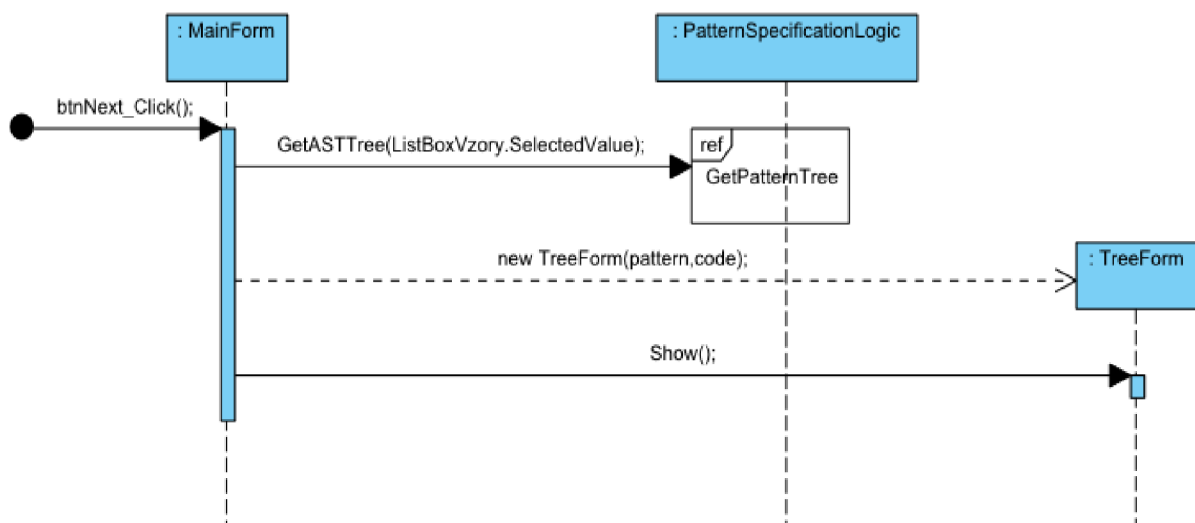 : MainForm
: PatternSpecificationLogic
btnNext_Click();
GetASTTree(ListBoxVzory.SelectedValue);
ref
GetPatternTree
new TreeForm(pattern,code);
: TreeForm
Show();